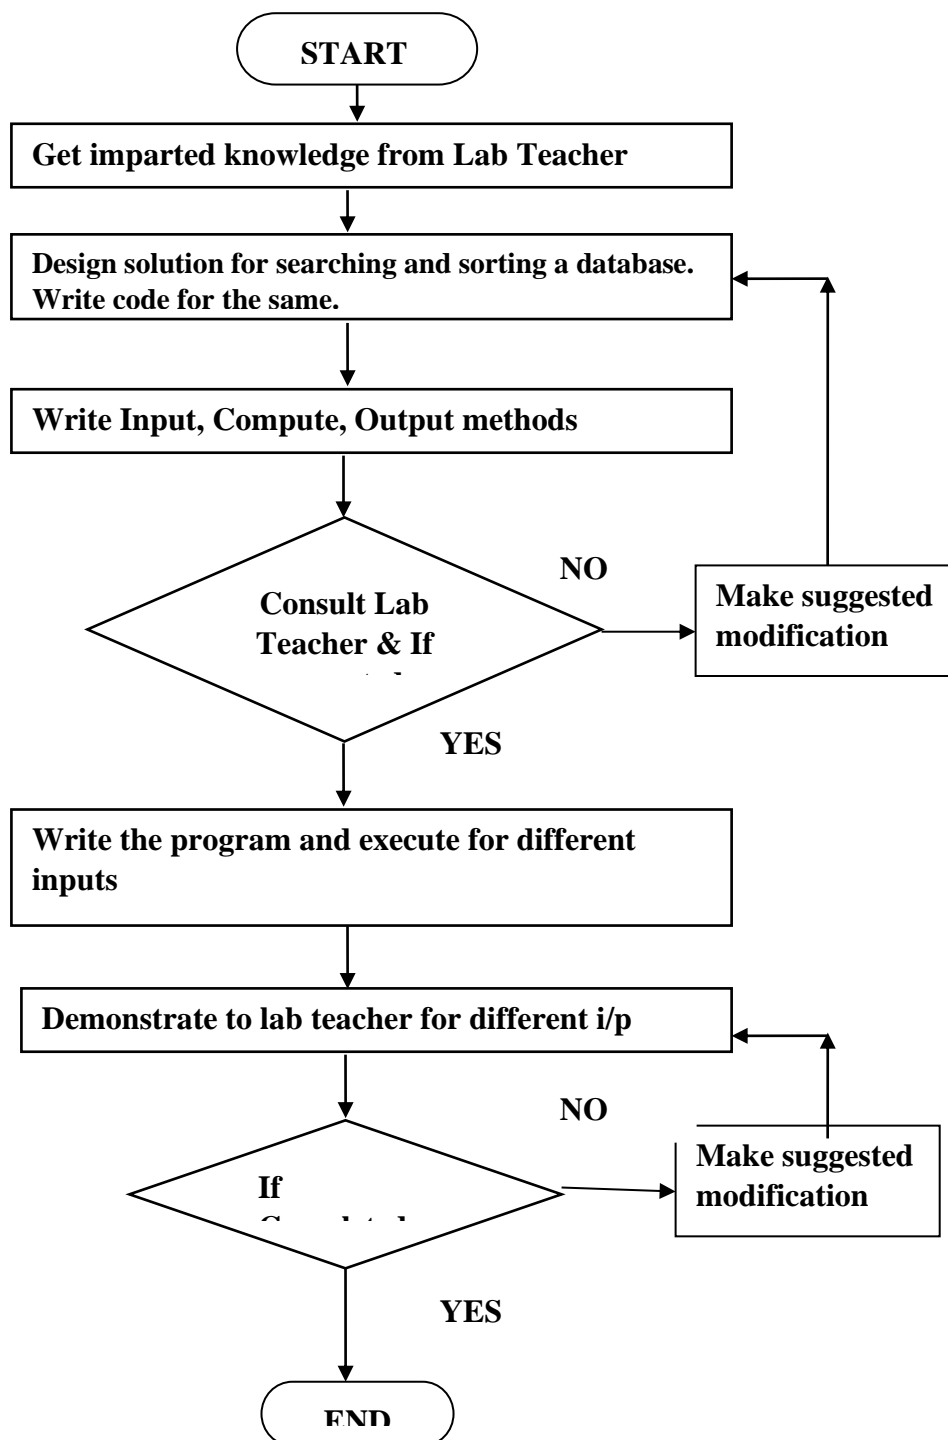 START
Get imparted knowledge from Lab Teacher
Design solution for searching and sorting a database.
Write code for the same.
Write Input, Compute, Output methods
NO
Consult Lab
Teacher & If
Make suggested
modification
YES
Write the program and execute for different
inputs
Demonstrate to lab teacher for different i/p
NO
If
Make suggested
modification
YES
END